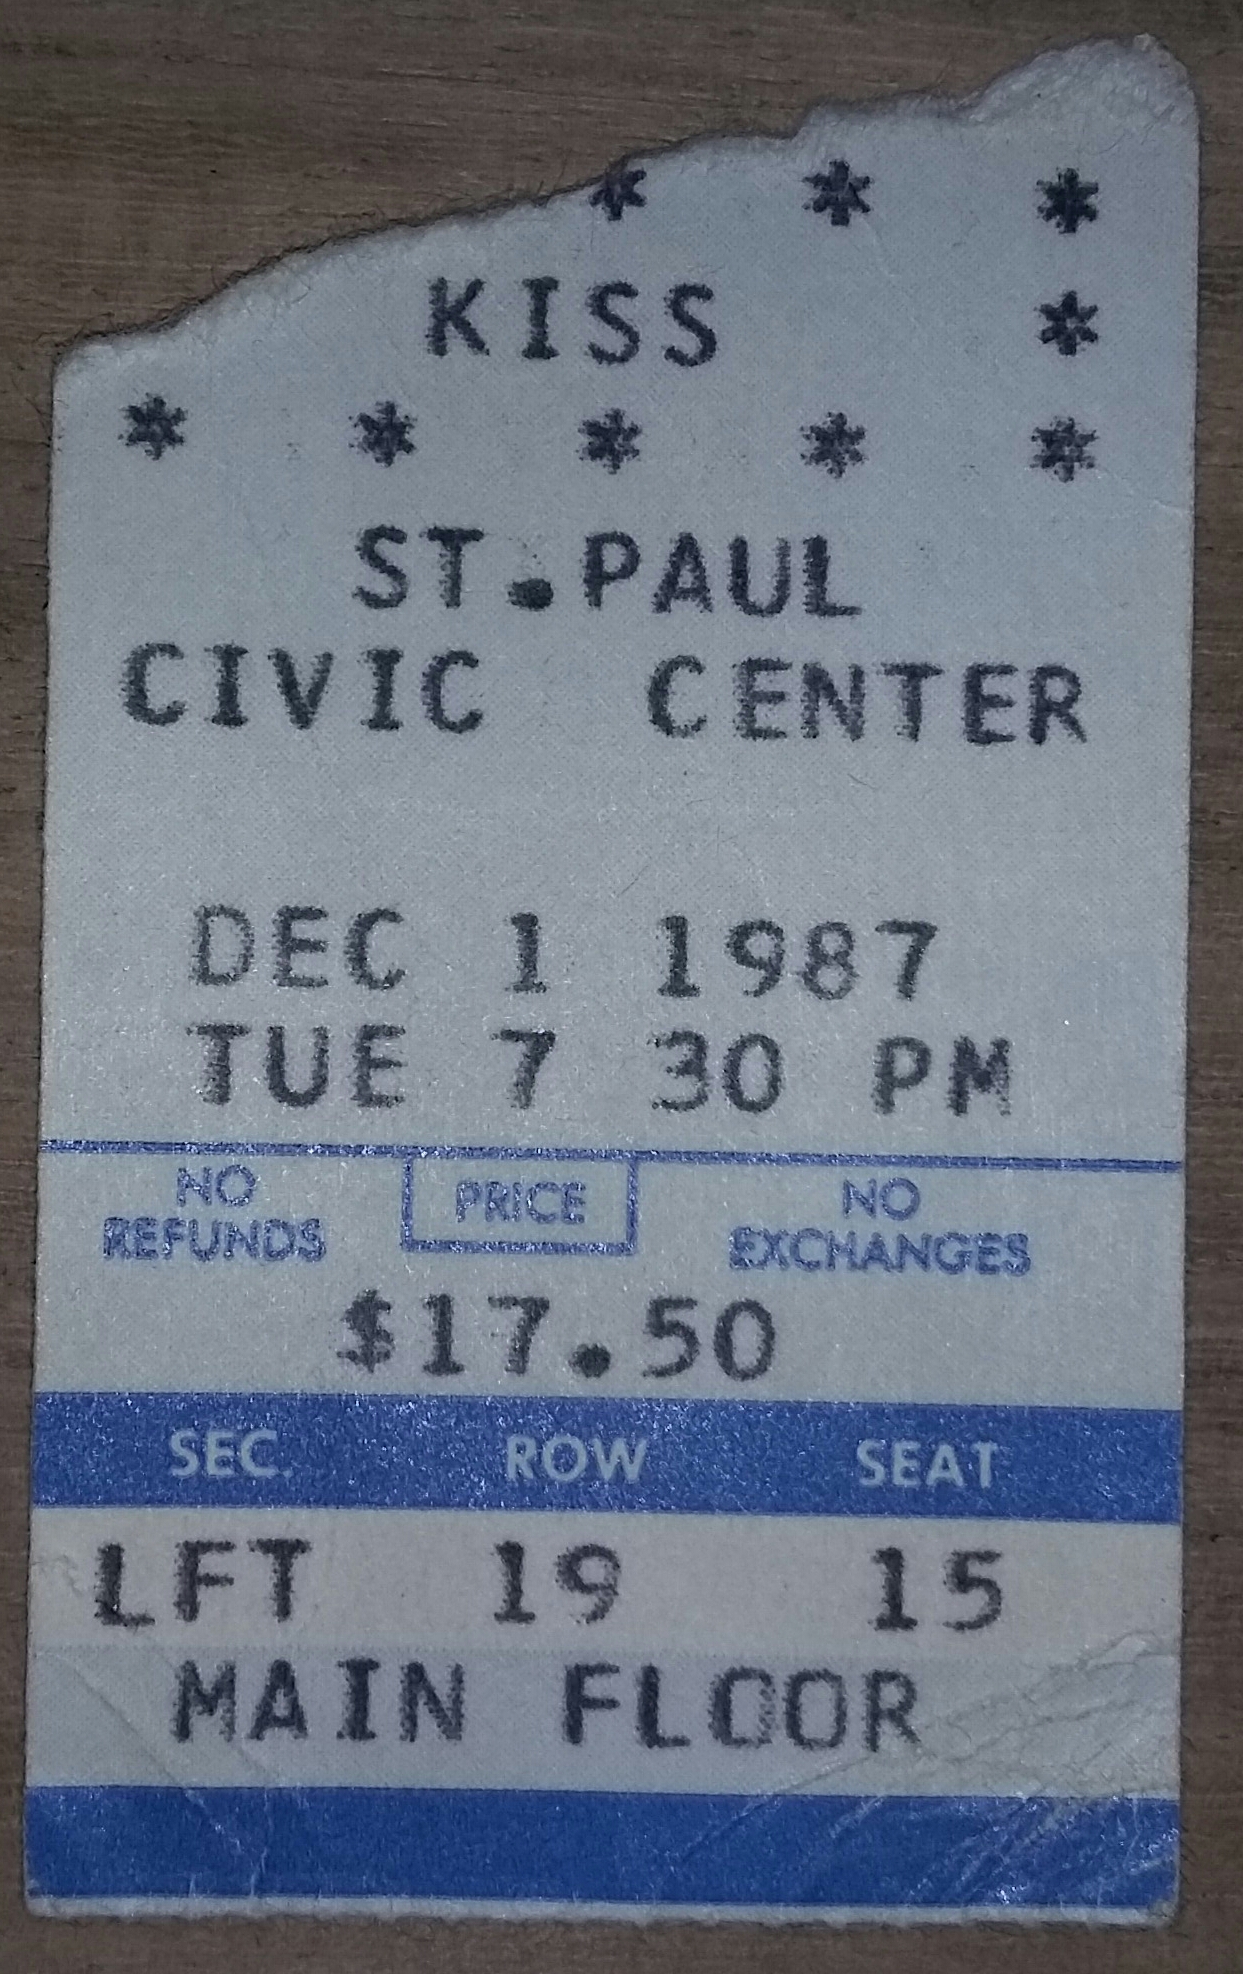 * * *
KISS *
* * * * *
ST.PAUL
CIVIC CENTER
DEC 1 1987
TUE 7 30 PM
NO REFUNDS PRICE NO EXCHANGES
$17.50
SEC. ROW SEAT
LFT 19 15
MAIN FLOOR